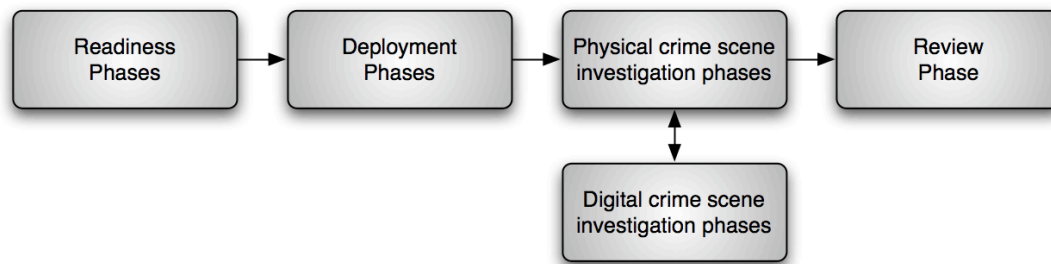 Readiness
Phases
Deployment
Phases
Physical crime scene
investigation phases
Review
Phase
Digital crime scene
investigation phases